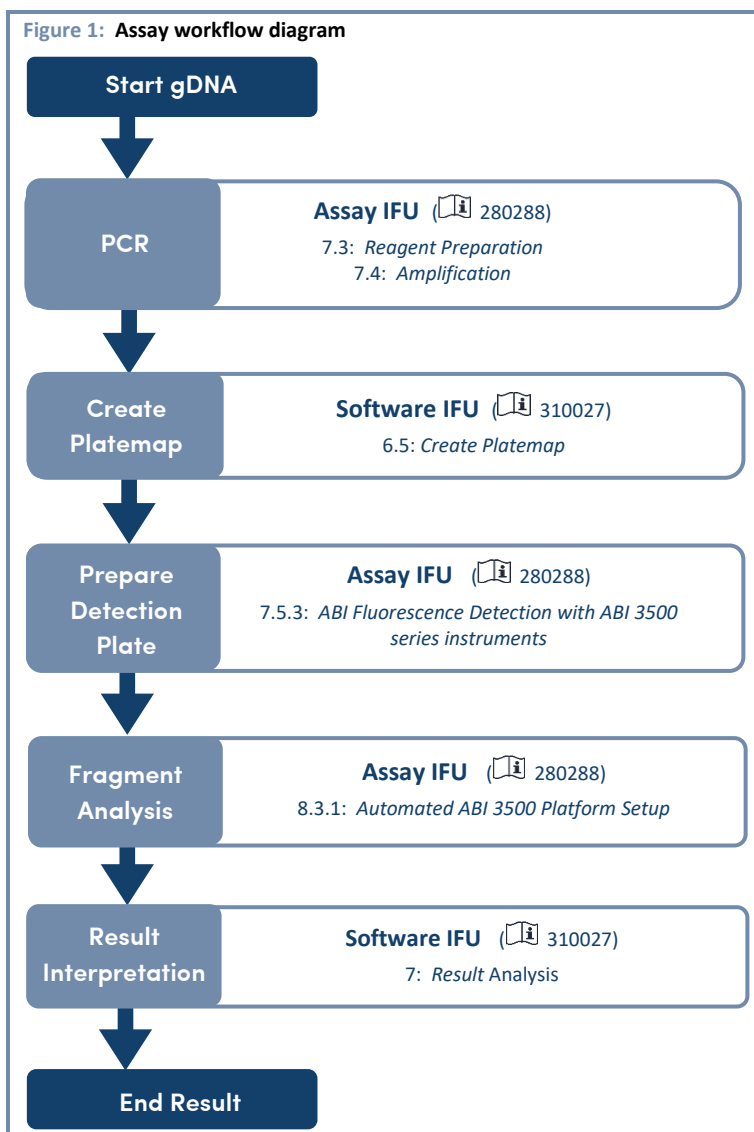 Figure 1: Assay workflow diagram
Start gDNA
PCR
Assay IFU ( 280288)
7.3: Reagent Preparation
7.4: Amplification
Create
Platemap
Software IFU ( 310027)
6.5: Create Platemap
Prepare
Detection
Plate
Assay IFU ( 280288)
7.5.3: ABI Fluorescence Detection with ABI 3500
series instruments
Fragment
Analysis
Assay IFU ( 280288)
8.3.1: Automated ABI 3500 Platform Setup
Result
Interpretation
Software IFU ( 310027)
7: Result Analysis
End Result